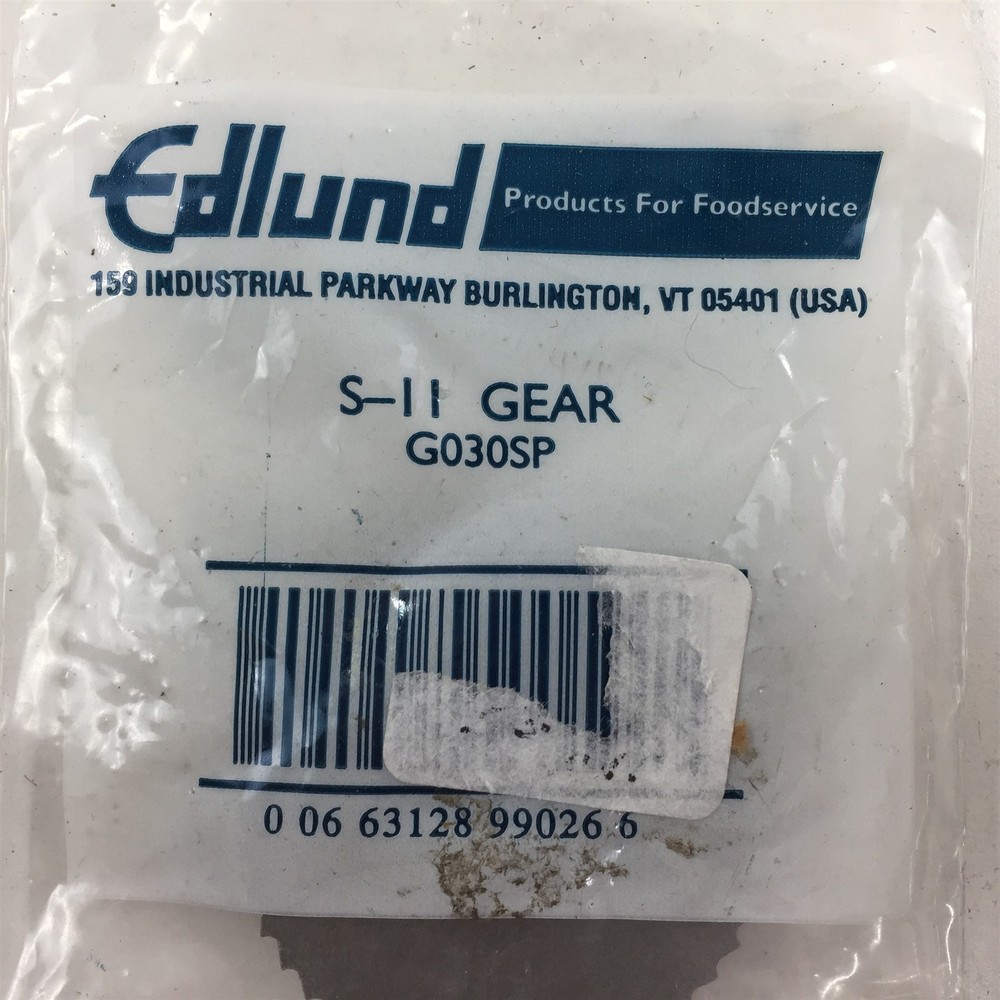 Edlund Products For Foodservice
159 INDUSTRIAL PARKWAY BURLINGTON, VT 05401 (USA)
S-11 GEAR
G030SP
0 06 63128 99026 6